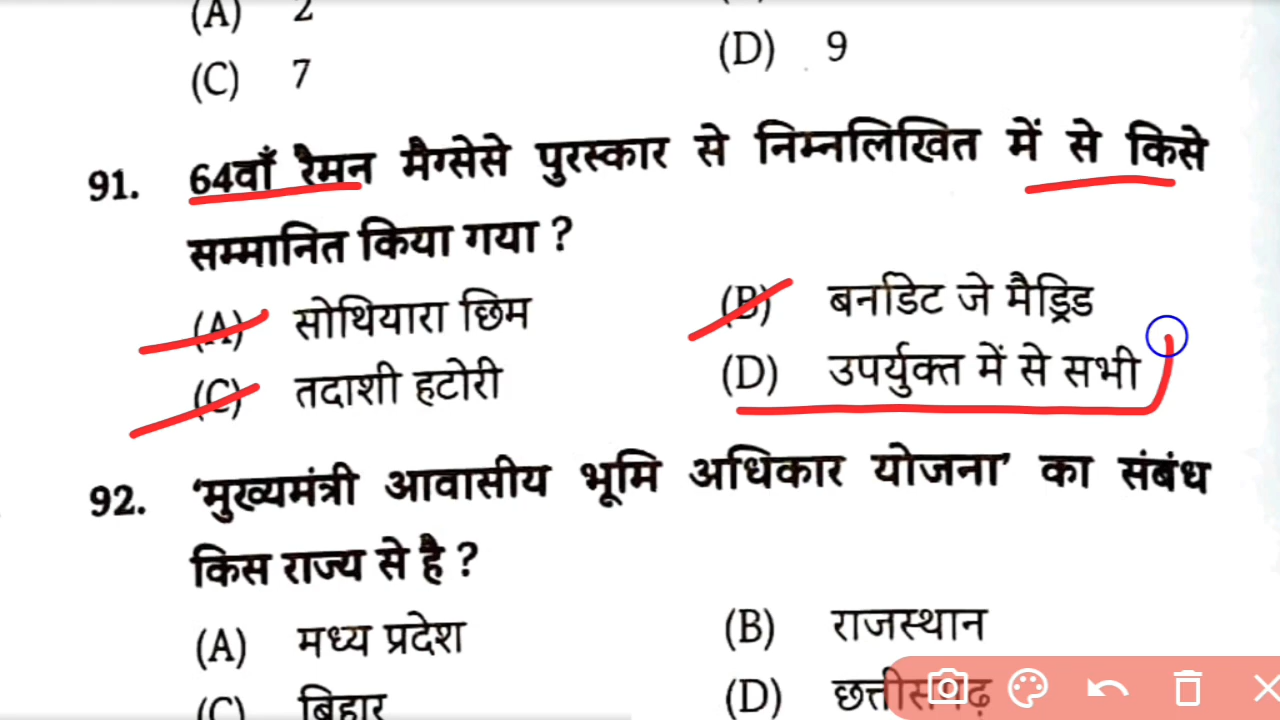 (A) 2
(C) 7
(D) 9
91. 64वाँ रैमन मैग्सेसे पुरस्कार से निम्नलिखित में से किसे
सम्मानित किया गया ?
(A) सोथियारा छिम
(B) बर्नाडेट जे मैड्रिड
(C) तदाशी हटोरी
(D) उपर्युक्त में से सभी
92. ‘मुख्यमंत्री आवासीय भूमि अधिकार योजना’ का संबंध
किस राज्य से है ?
(A) मध्य प्रदेश
(B) राजस्थान
(C) बिहार
(D) छत्तीसगढ़